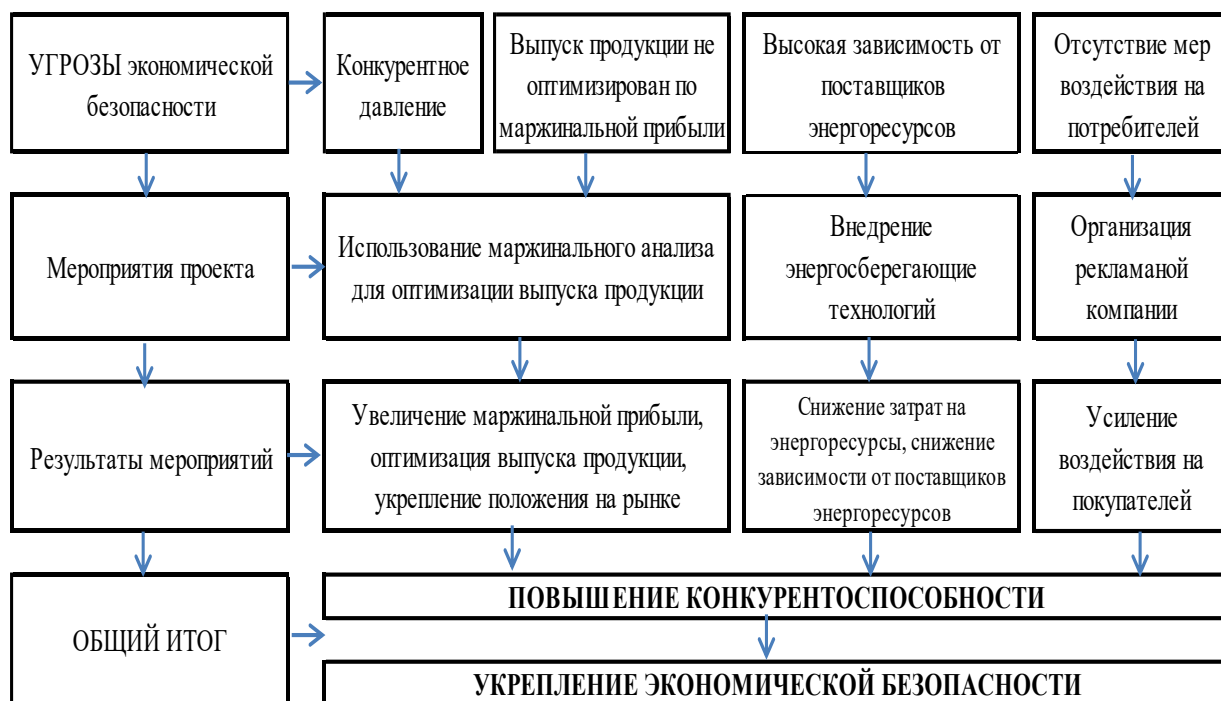 УГРОЗЫ экономической
безопасности
Конкурентное
давление
Выпуск продукции не
оптимизирован по
маржинальной прибыли
Высокая зависимость от
поставщиков
энергоресурсов
Отсутствие мер
воздействия на
потребителей
Мероприятия проекта
Использование маржинального анализа
для оптимизации выпуска продукции
Внедрение
энергосберегающие
технологий
Организация
рекламаной
компании
Результаты мероприятий
Увеличение маржинальной прибыли,
оптимизация выпуска продукции,
укрепление положения на рынке
Снижение затрат на
энергоресурсы, снижение
зависимости от поставщиков
энергоресурсов
Усиление
воздействия на
покупателей
ОБЩИЙ ИТОГ
ПОВЫШЕНИЕ КОНКУРЕНТОСПОСОБНОСТИ
УКРЕПЛЕНИЕ ЭКОНОМИЧЕСКОЙ БЕЗОПАСНОСТИ